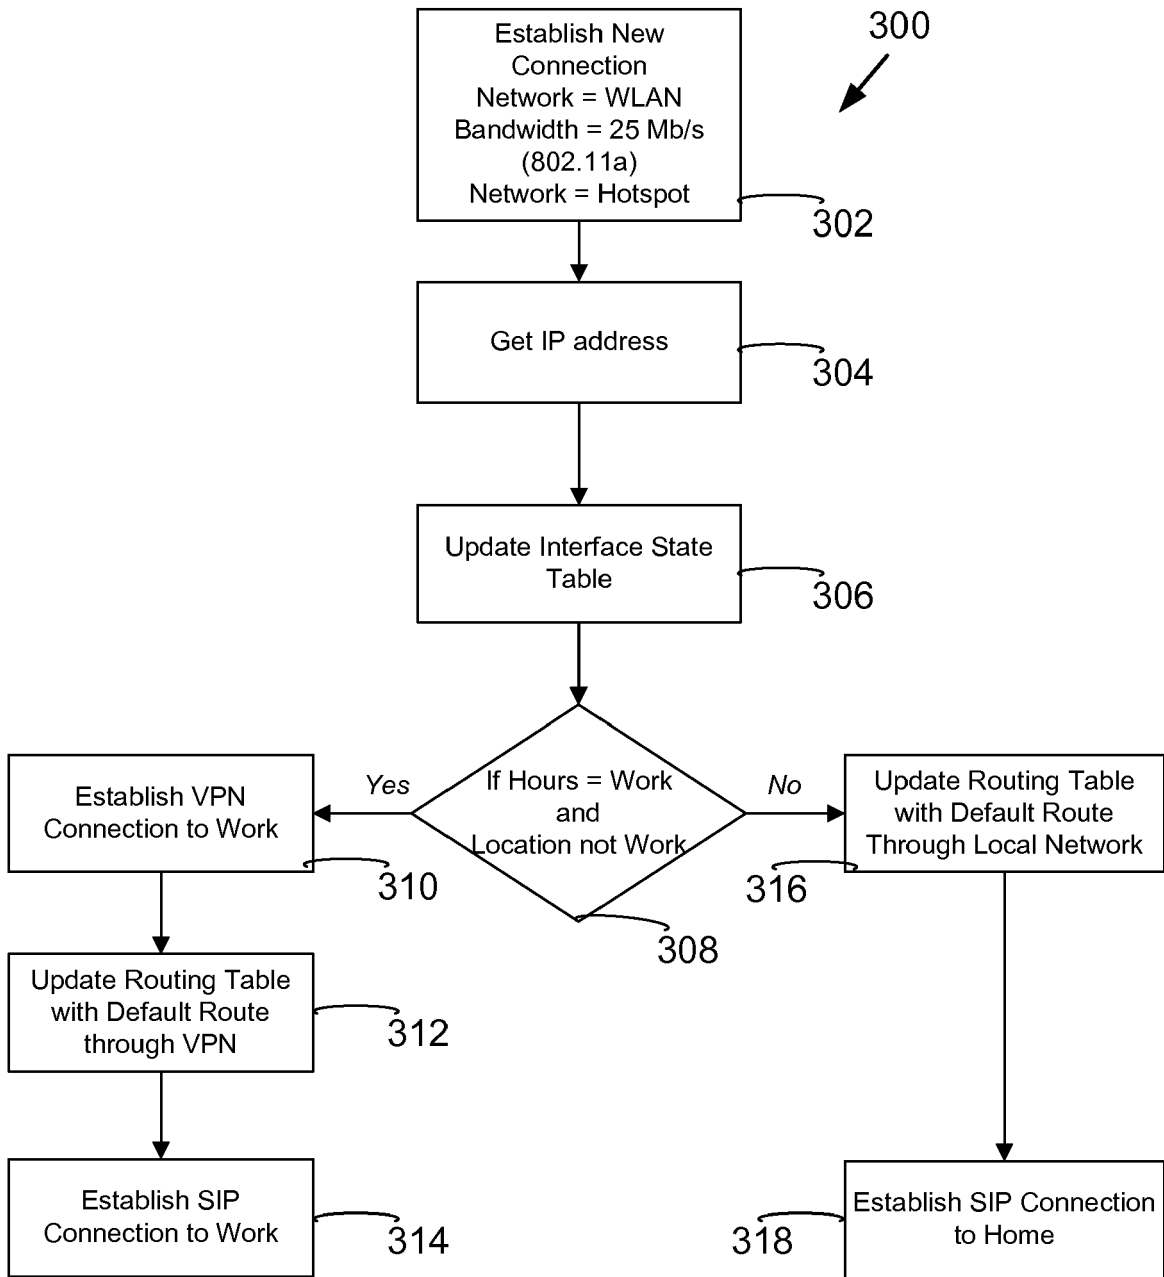 300
Establish New
Connection
Network = WLAN
Bandwidth = 25 Mb/s
(802.11a)
Network = Hotspot
302
Get IP address
304
Update Interface State
Table
306
If Hours = Work
and
Location not Work
308
Yes
No
Establish VPN
Connection to Work
310
Update Routing Table
with Default Route
Through Local Network
316
Update Routing Table
with Default Route
through VPN
312
Establish SIP
Connection to Work
314
Establish SIP Connection
to Home
318